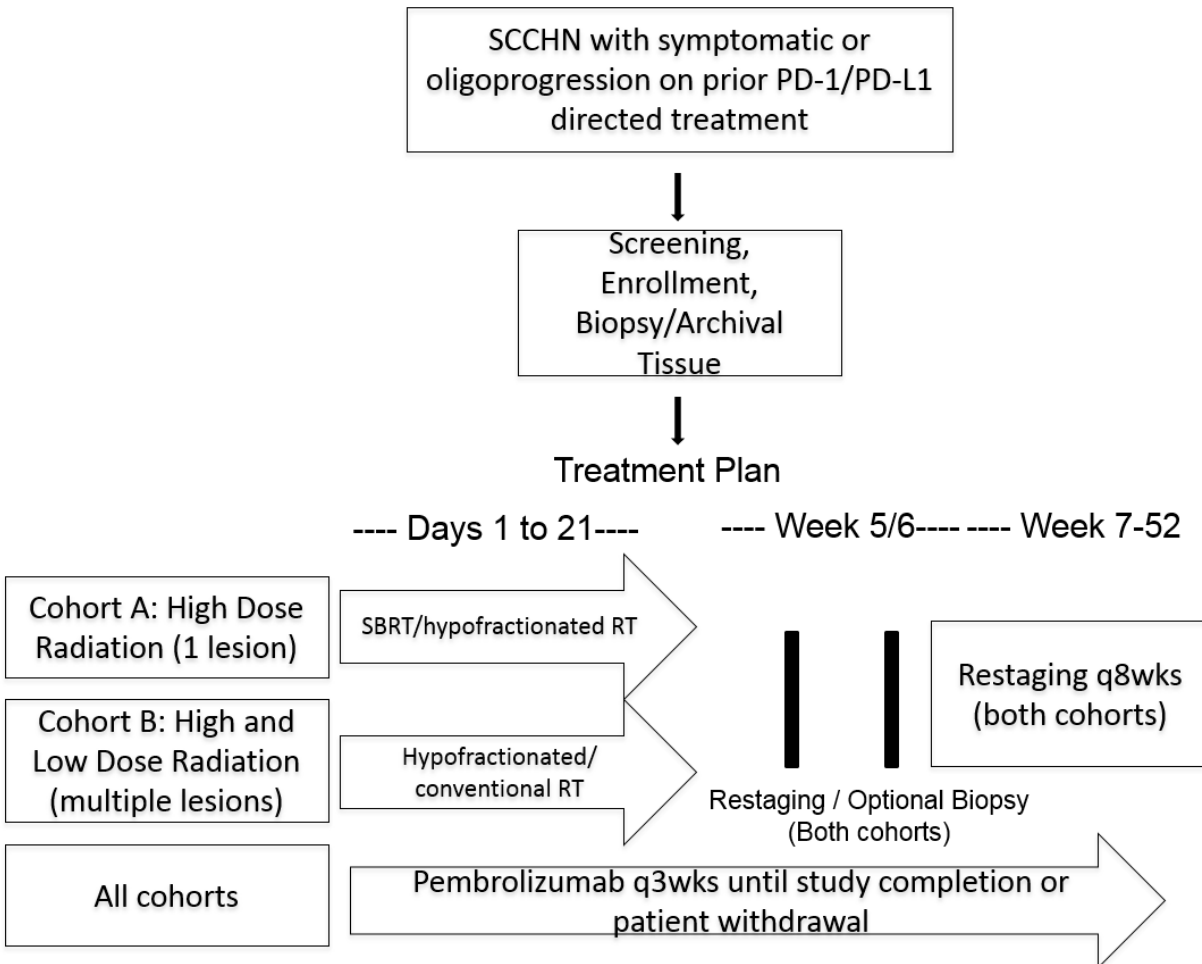 SCCHN with symptomatic or
oligoprogression on prior PD-1/PD-L1
directed treatment
Screening,
Enrollment,
Biopsy/Archival
Tissue
Treatment Plan
---- Days 1 to 21----
---- Week 5/6---- ---- Week 7-52
Cohort A: High Dose
Radiation (1 lesion)
SBRT/hypofractionated RT
Restaging q8wks
(both cohorts)
Cohort B: High and
Low Dose Radiation
(multiple lesions)
Hypofractionated/
conventional RT
Restaging / Optional Biopsy
(Both cohorts)
All cohorts
Pembrolizumab q3wks until study completion or
patient withdrawal